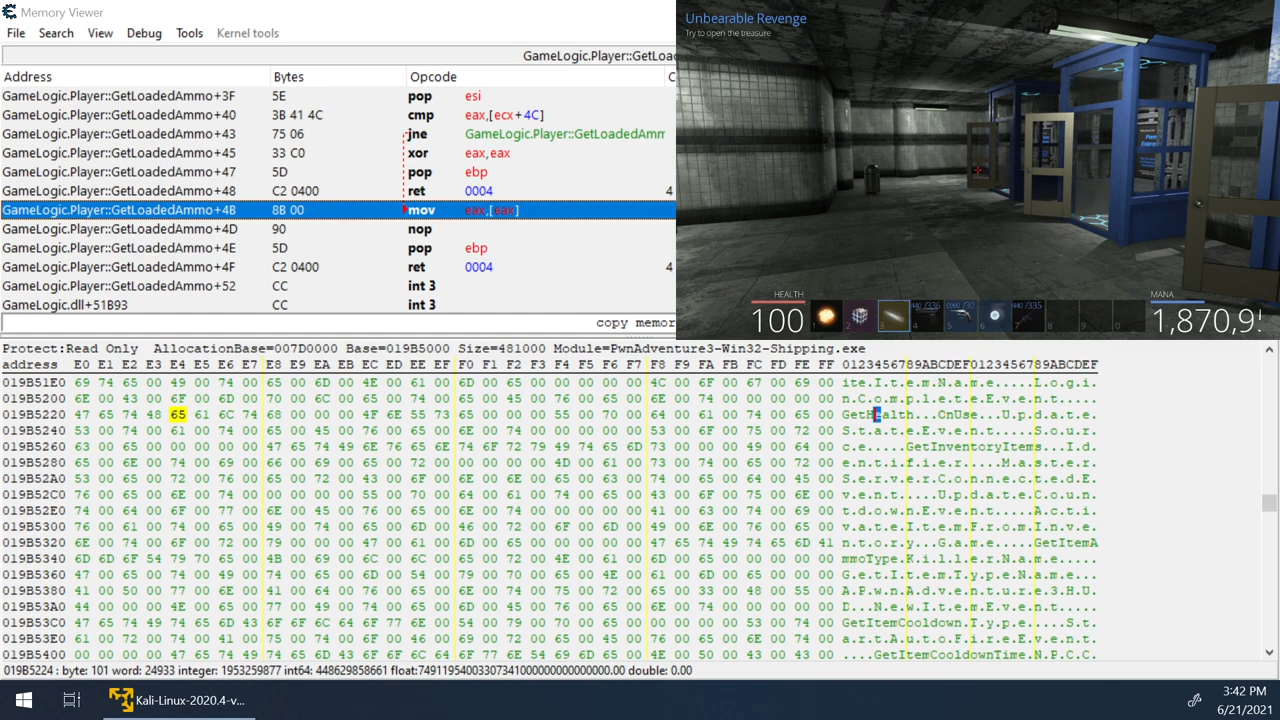 Memory Viewer
File Search View Debug Tools Kernel tools
GameLogic.Player::GetLoa
Address Bytes Opcode C
GameLogic.Player::GetLoadedAmmo+3F 5E pop esi
GameLogic.Player::GetLoadedAmmo+40 3B 41 4C cmp eax,[ecx+4C]
GameLogic.Player::GetLoadedAmmo+43 75 06 jne GameLogic.Player::GetLoadedAmm
GameLogic.Player::GetLoadedAmmo+45 33 C0 xor eax,eax
GameLogic.Player::GetLoadedAmmo+47 5D pop ebp
GameLogic.Player::GetLoadedAmmo+48 C2 0400 ret 0004 4
GameLogic.Player::GetLoadedAmmo+4B 8B 00 mov eax,[eax]
GameLogic.Player::GetLoadedAmmo+4D 90 nop
GameLogic.Player::GetLoadedAmmo+4E 5D pop ebp
GameLogic.Player::GetLoadedAmmo+4F C2 0400 ret 0004 4
GameLogic.Player::GetLoadedAmmo+52 CC int 3
GameLogic.dll+51B93 CC int 3
copy memor
Unbearable Revenge
Try to open the treasure
HEALTH
100
MANA
1,870,9
1 2 3 4 5 6 7 8 9 0
Protect:Read Only AllocationBase=007D0000 Base=019B5000 Size=481000 Module=PwnAdventure3-Win32-Shipping.exe
address E0 E1 E2 E3 E4 E5 E6 E7 E8 E9 EA EB EC ED EE EF F0 F1 F2 F3 F4 F5 F6 F7 F8 F9 FA FB FC FD FE FF 0123456789ABCDEF0123456789ABCDEF
019B51E0 69 74 65 00 49 00 74 00 65 00 6D 00 4E 00 61 00 6D 00 65 00 00 00 00 00 4C 00 6F 00 67 00 69 00 ite.I.t.e.m.N.a.m.e.....L.o.g.i.
019B5200 6E 00 43 00 6F 00 6D 00 70 00 6C 00 65 00 74 00 65 00 45 00 76 00 65 00 6E 00 74 00 00 00 00 00 n.C.o.m.p.l.e.t.e.E.v.e.n.t.....
019B5220 47 65 74 48 65 61 6C 74 68 00 00 00 4F 6E 55 73 65 00 00 00 55 00 70 00 64 00 61 00 74 00 65 00 GetHealth...OnUse...U.p.d.a.t.e.
019B5240 53 00 74 00 61 00 74 00 65 00 45 00 76 00 65 00 6E 00 74 00 00 00 00 00 53 00 6F 00 75 00 72 00 S.t.a.t.e.E.v.e.n.t.....S.o.u.r.
019B5260 63 00 65 00 00 00 00 00 47 65 74 49 6E 76 65 6E 74 6F 72 79 49 74 65 6D 73 00 00 00 49 00 64 00 c.e.....GetInventoryItems...I.d.
019B5280 65 00 6E 00 74 00 69 00 66 00 69 00 65 00 72 00 00 00 00 00 4D 00 61 00 73 00 74 00 65 00 72 00 e.n.t.i.f.i.e.r.....M.a.s.t.e.r.
019B52A0 53 00 65 00 72 00 76 00 65 00 72 00 43 00 6F 00 6E 00 6E 00 65 00 63 00 74 00 65 00 64 00 45 00 S.e.r.v.e.r.C.o.n.n.e.c.t.e.d.E.
019B52C0 76 00 65 00 6E 00 74 00 00 00 00 00 55 00 70 00 64 00 61 00 74 00 65 00 43 00 6F 00 75 00 6E 00 v.e.n.t.....U.p.d.a.t.e.C.o.u.n.
019B52E0 74 00 64 00 6F 00 77 00 6E 00 45 00 76 00 65 00 6E 00 74 00 00 00 00 00 41 00 63 00 74 00 69 00 t.d.o.w.n.E.v.e.n.t.....A.c.t.i.
019B5300 76 00 61 00 74 00 65 00 49 00 74 00 65 00 6D 00 46 00 72 00 6F 00 6D 00 49 00 6E 00 76 00 65 00 v.a.t.e.I.t.e.m.F.r.o.m.I.n.v.e.
019B5320 6E 00 74 00 6F 00 72 00 79 00 00 00 47 00 61 00 6D 00 65 00 00 00 00 00 47 65 74 49 74 65 6D 41 n.t.o.r.y...G.a.m.e.....GetItemA
019B5340 6D 6D 6F 54 79 70 65 00 4B 00 69 00 6C 00 6C 00 65 00 72 00 4E 00 61 00 6D 00 65 00 00 00 00 00 mmoType.K.i.l.l.e.r.N.a.m.e.....
019B5360 47 00 65 00 74 00 49 00 74 00 65 00 6D 00 54 00 79 00 70 00 65 00 4E 00 61 00 6D 00 65 00 00 00 G.e.t.I.t.e.m.T.y.p.e.N.a.m.e...
019B5380 41 00 50 00 77 00 6E 00 41 00 64 00 76 00 65 00 6E 00 74 00 75 00 72 00 65 00 33 00 48 00 55 00 A.P.w.n.A.d.v.e.n.t.u.r.e.3.H.U.
019B53A0 44 00 00 00 4E 00 65 00 77 00 49 00 74 00 65 00 6D 00 45 00 76 00 65 00 6E 00 74 00 00 00 00 00 D...N.e.w.I.t.e.m.E.v.e.n.t.....
019B53C0 47 65 74 49 74 65 6D 43 6F 6F 6C 64 6F 77 6E 00 54 00 79 00 70 00 65 00 00 00 00 00 53 00 74 00 GetItemCooldown.T.y.p.e.....S.t.
019B53E0 61 00 72 00 74 00 41 00 75 00 74 00 6F 00 46 00 69 00 72 00 65 00 45 00 76 00 65 00 6E 00 74 00 a.r.t.A.u.t.o.F.i.r.e.E.v.e.n.t.
019B5400 00 00 00 00 47 65 74 49 74 65 6D 43 6F 6F 6C 64 6F 77 6E 54 69 6D 65 00 4E 00 50 00 43 00 43 00 ....GetItemCooldownTime.N.P.C.C.
019B5224 : byte: 101 word: 24933 integer: 1953259877 int64: 448629858661 float:74911954003307341000000000000000.00 double: 0.00
Kali-Linux-2020.4-v...
3:42 PM
6/21/2021